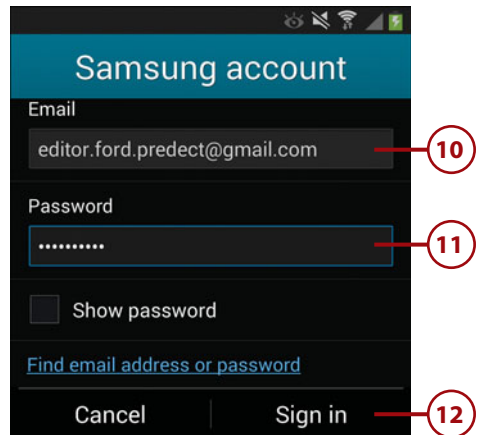 Samsung account
Email
editor.ford.predect@gmail.com
10
Password
••••••••••
11
Show password
Find email address or password
Cancel Sign in
12